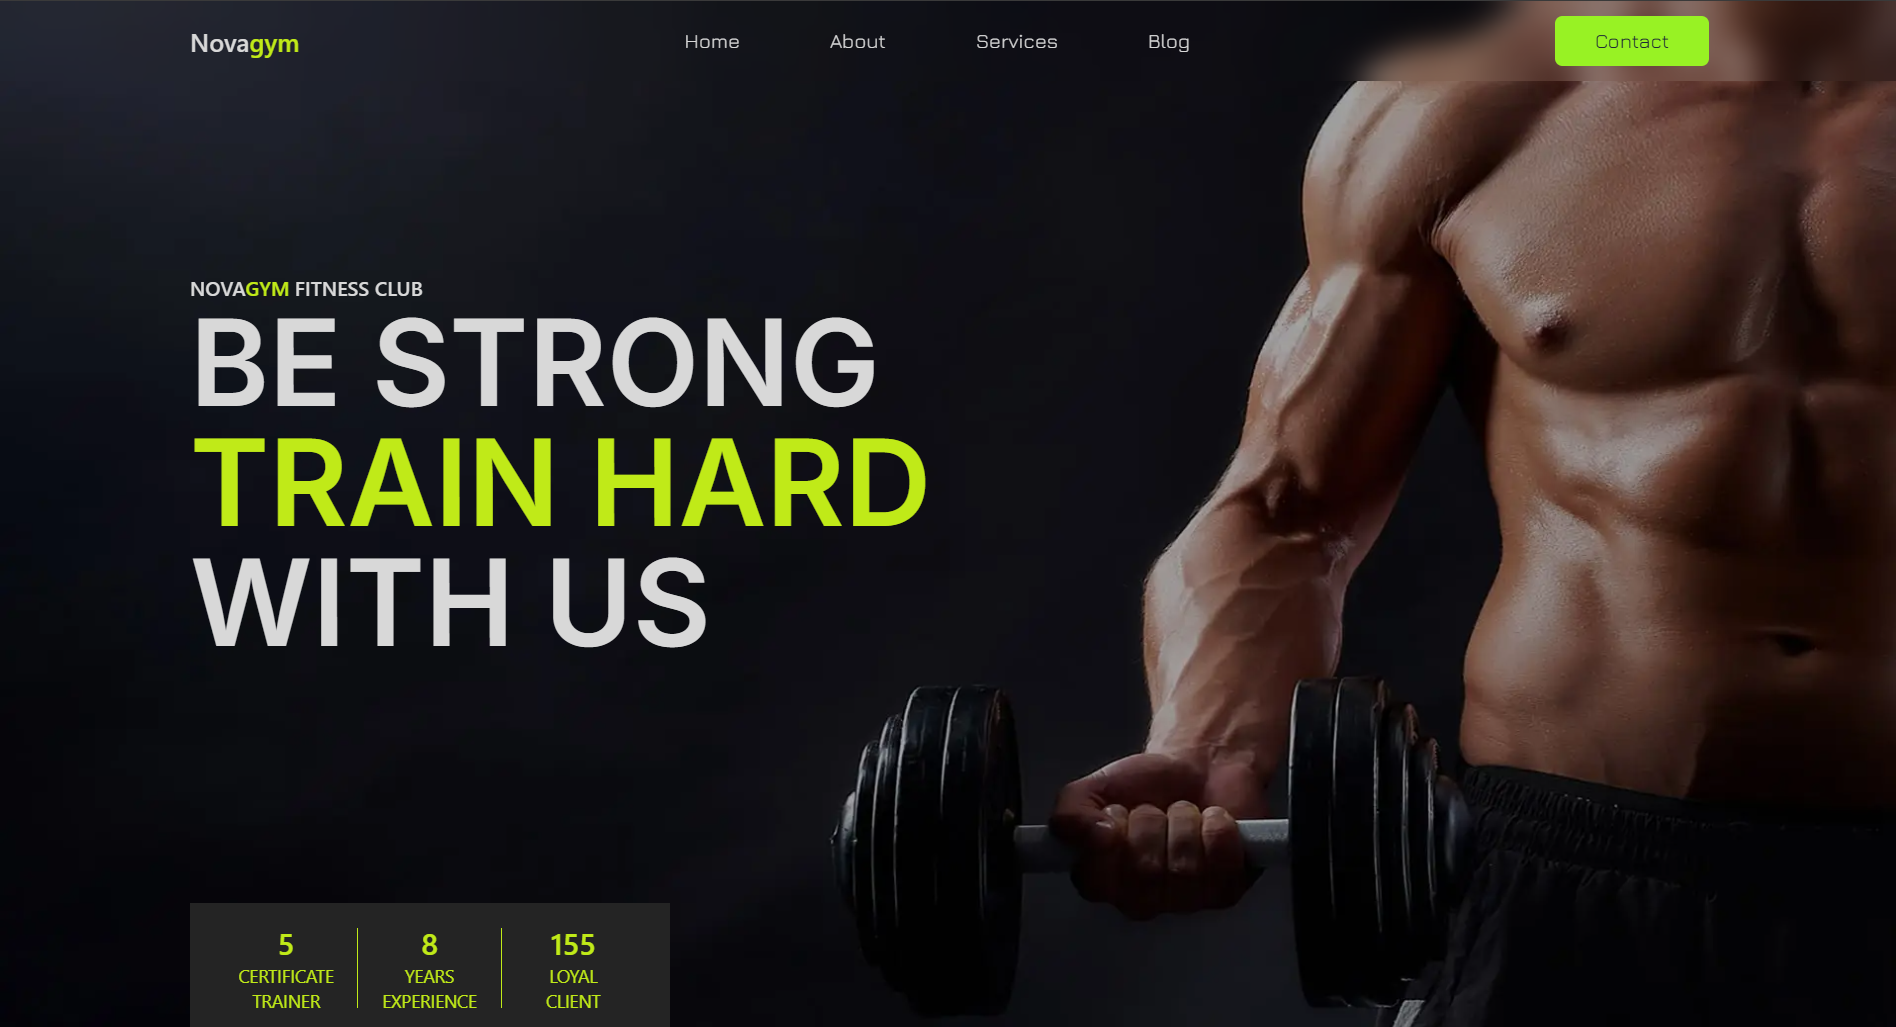 Novagym
Home
About
Services
Blog
Contact
NOVAGYM FITNESS CLUB
BE STRONG
TRAIN HARD
WITH US
5
CERTIFICATE
TRAINER
8
YEARS
EXPERIENCE
155
LOYAL
CLIENT